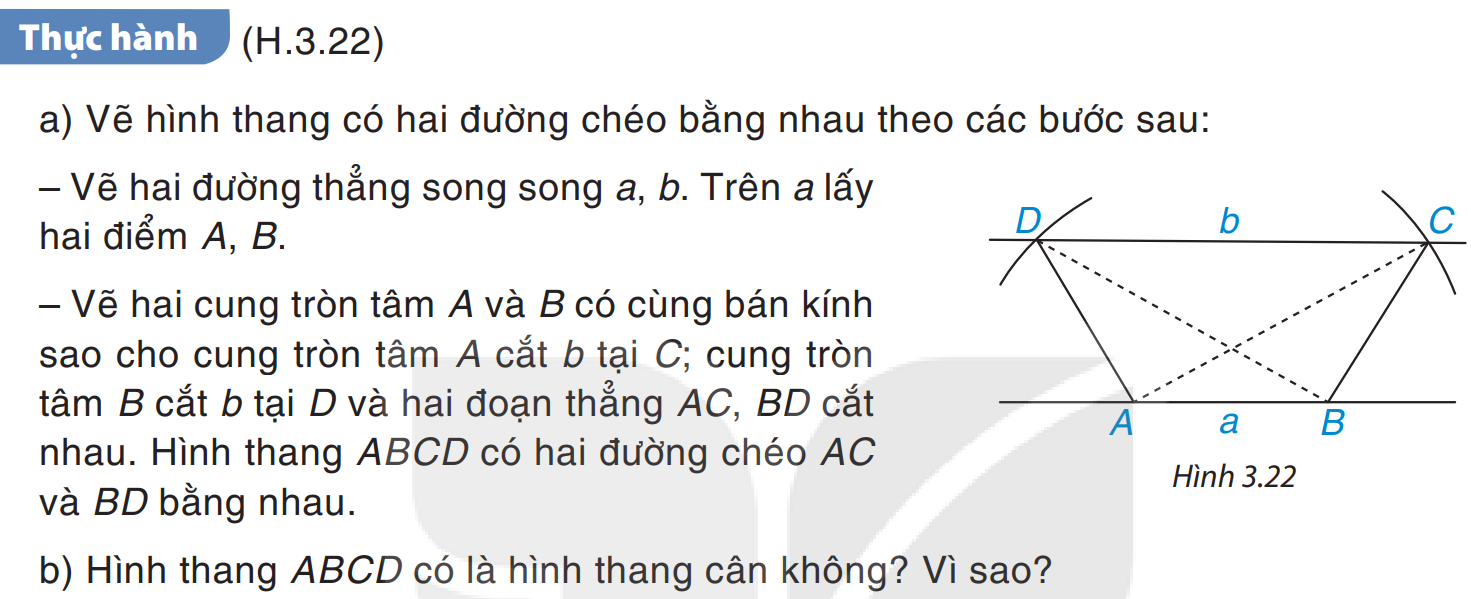 Thực hành (H.3.22)
a) Vẽ hình thang có hai đường chéo bằng nhau theo các bước sau:
– Vẽ hai đường thẳng song song a, b. Trên a lấy
hai điểm A, B.
– Vẽ hai cung tròn tâm A và B có cùng bán kính
sao cho cung tròn tâm A cắt b tại C; cung tròn
tâm B cắt b tại D và hai đoạn thẳng AC, BD cắt
nhau. Hình thang ABCD có hai đường chéo AC
và BD bằng nhau.
D b C
A a B
Hình 3.22
b) Hình thang ABCD có là hình thang cân không? Vì sao?